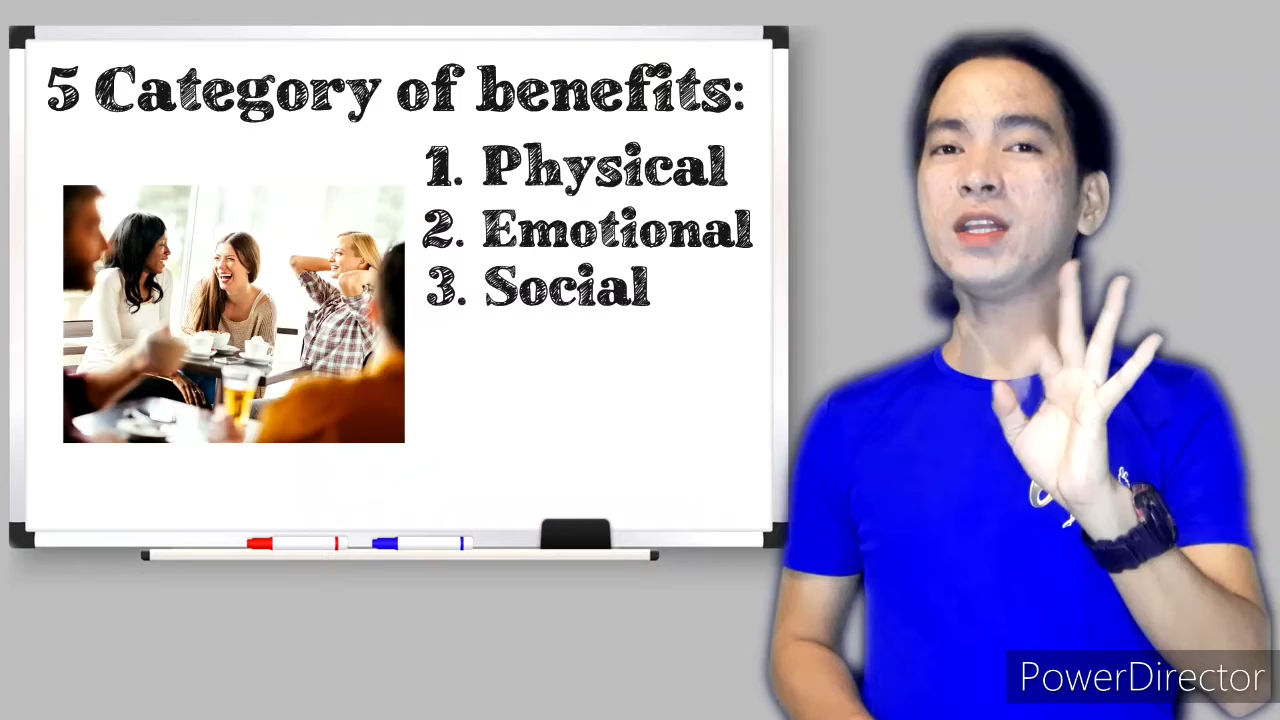 5 Category of benefits:
1. Physical
2. Emotional
3. Social
PowerDirector